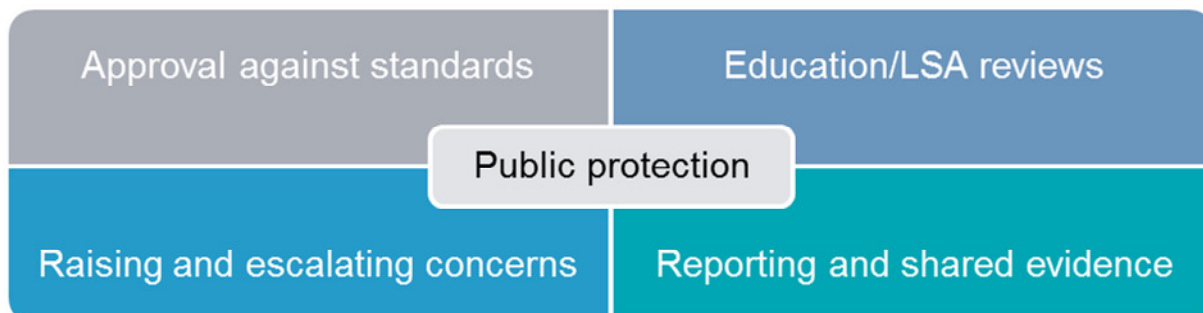 Approval against standards
Education/LSA reviews
Public protection
Raising and escalating concerns
Reporting and shared evidence